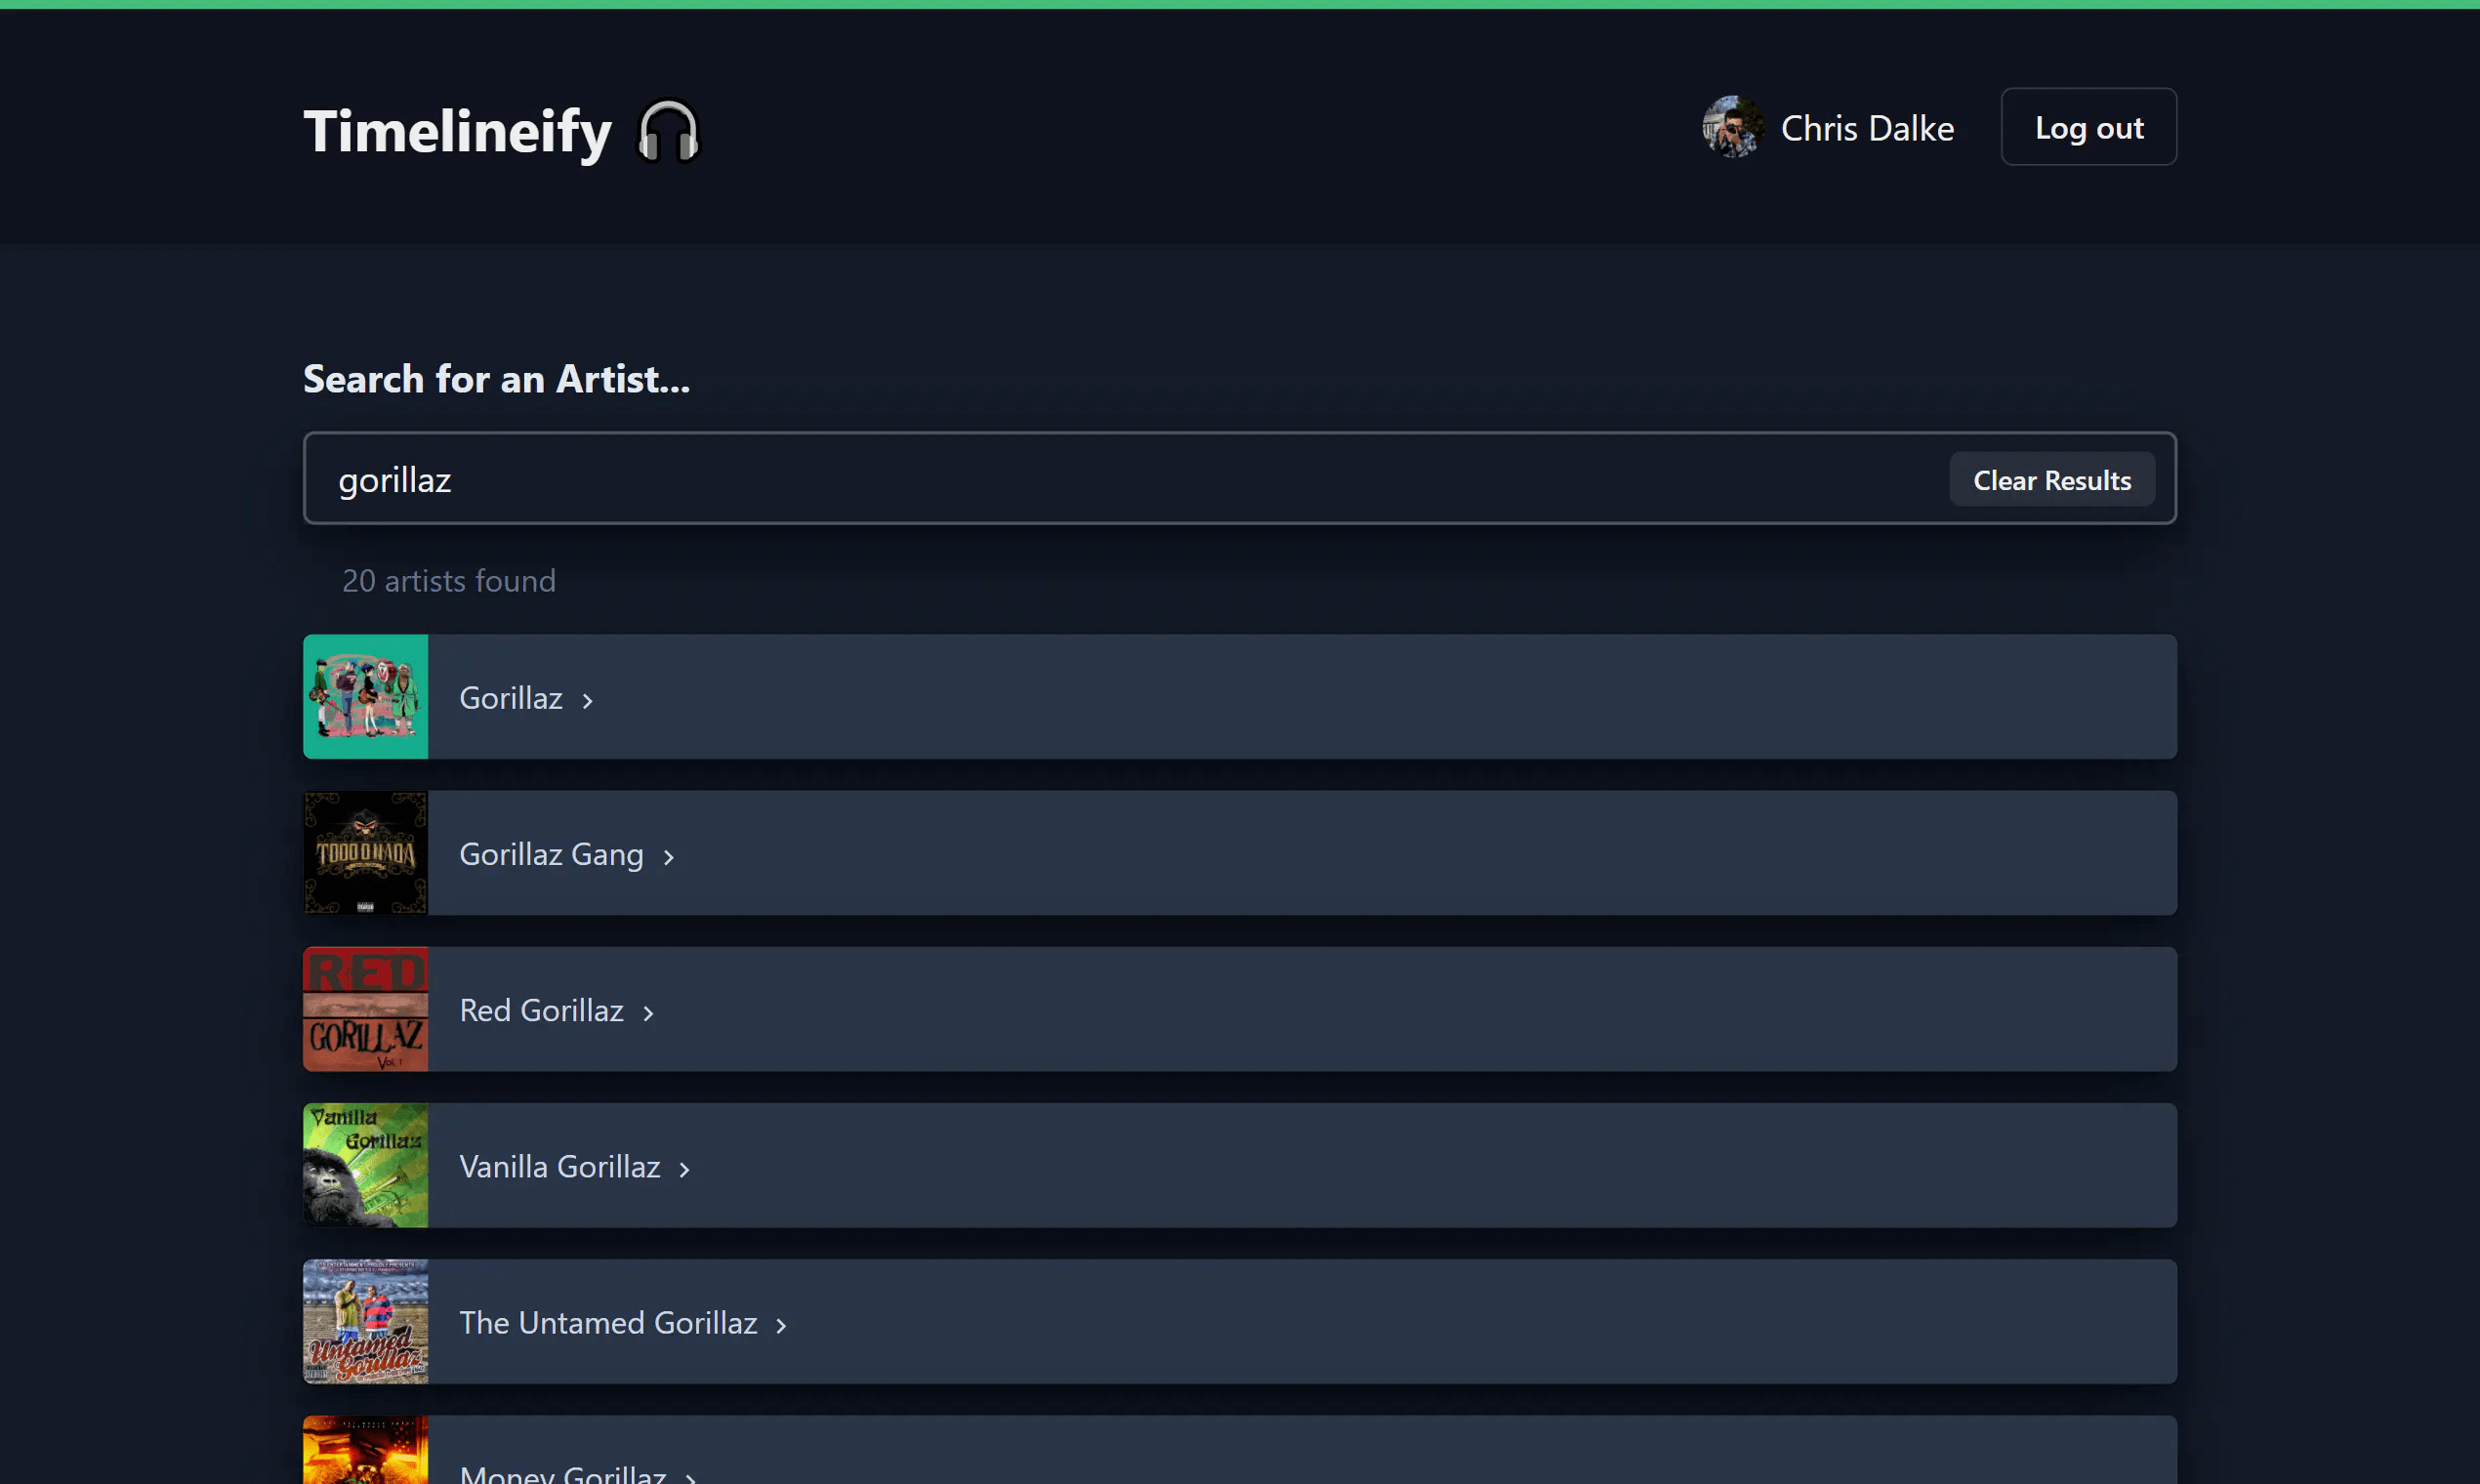 Timelineify
Chris Dalke
Log out
Search for an Artist...
gorillaz
Clear Results
20 artists found
Gorillaz
TODO O NADA
Gorillaz Gang
RED
GORILLAZ
Vol 1
Red Gorillaz
Vanilla
Gorillaz
Vanilla Gorillaz
Untamed
Gorillaz
The Untamed Gorillaz
Money Gorillaz